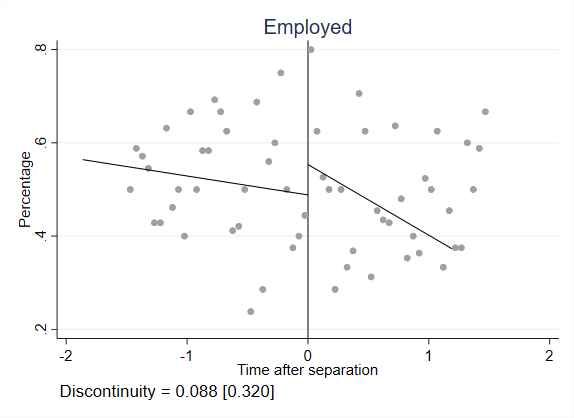 Employed
.8
.6
.4
.2
Percentage
-2 -1 0 1 2
Time after separation
Discontinuity = 0.088 [0.320]